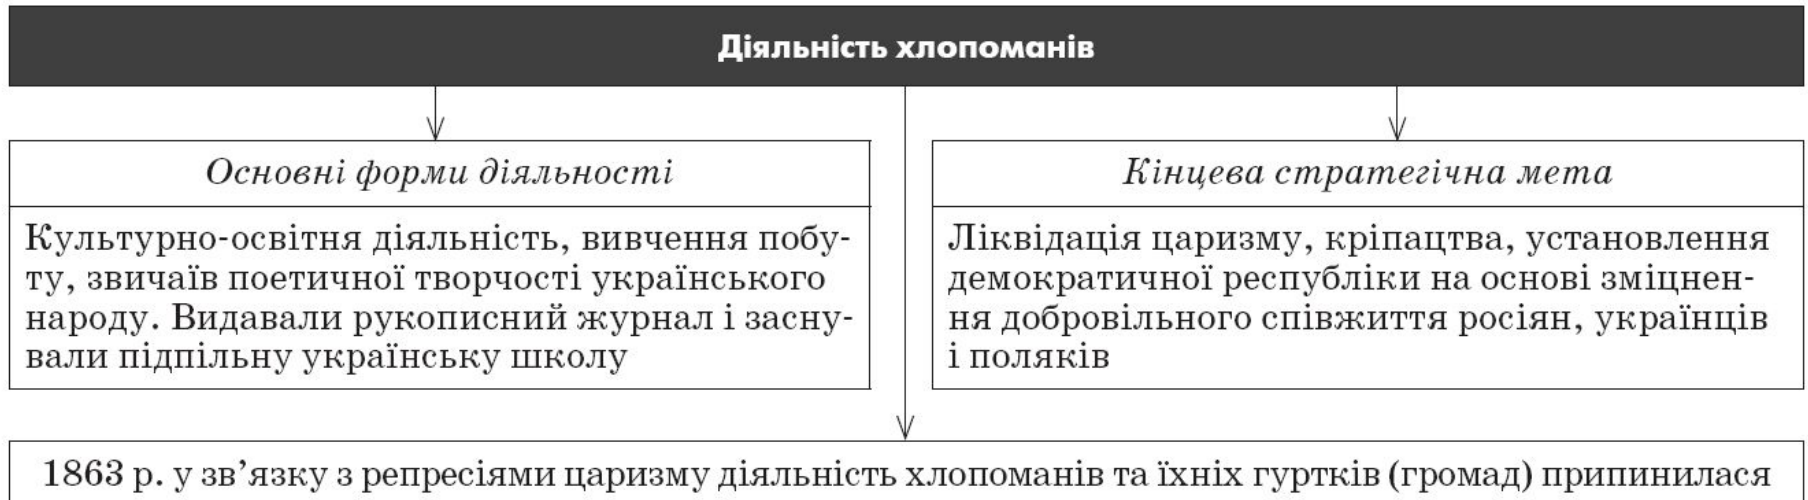 Діяльність хлопоманів
Основні форми діяльності
Культурно-освітня діяльність, вивчення побу-
ту, звичаїв поетичної творчості українського
народу. Видавали рукописний журнал і засну-
вали підпільну українську школу
Кінцева стратегічна мета
Ліквідація царизму, кріпацтва, установлення
демократичної республіки на основі зміцнен-
ня добровільного співжиття росіян, українців
і поляків
1863 р. у зв’язку з репресіями царизму діяльність хлопоманів та їхніх гуртків (громад) припинилася